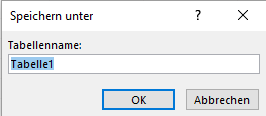 Speichern unter ? ×
Tabellenname:
Tabelle1
OK Abbrechen